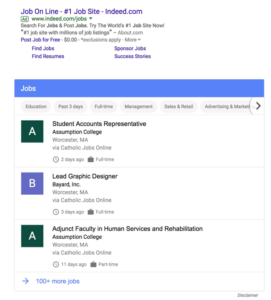 Job On Line - #1 Job Site - Indeed.com
Ad www.indeed.com/jobs
Search For Jobs & Post Jobs. Try The World's #1 Job Site Now!
"#1 job site with millions of job listings" – About.com
Post Job for Free - $0.00 - *exclusions apply - More
Find Jobs Sponsor Jobs
Find Resumes Success Stories
Jobs
Education Past 3 days Full-time Management Sales & Retail Advertising & Market
A
Student Accounts Representative
Assumption College
Worcester, MA
via Catholic Jobs Online
2 days ago Full-time
B
Lead Graphic Designer
Bayard, Inc.
Worcester, MA
via Catholic Jobs Online
3 days ago Full-time
A
Adjunct Faculty in Human Services and Rehabilitation
Assumption College
Worcester, MA
via Catholic Jobs Online
11 days ago Part-time
100+ more jobs
Disclaimer